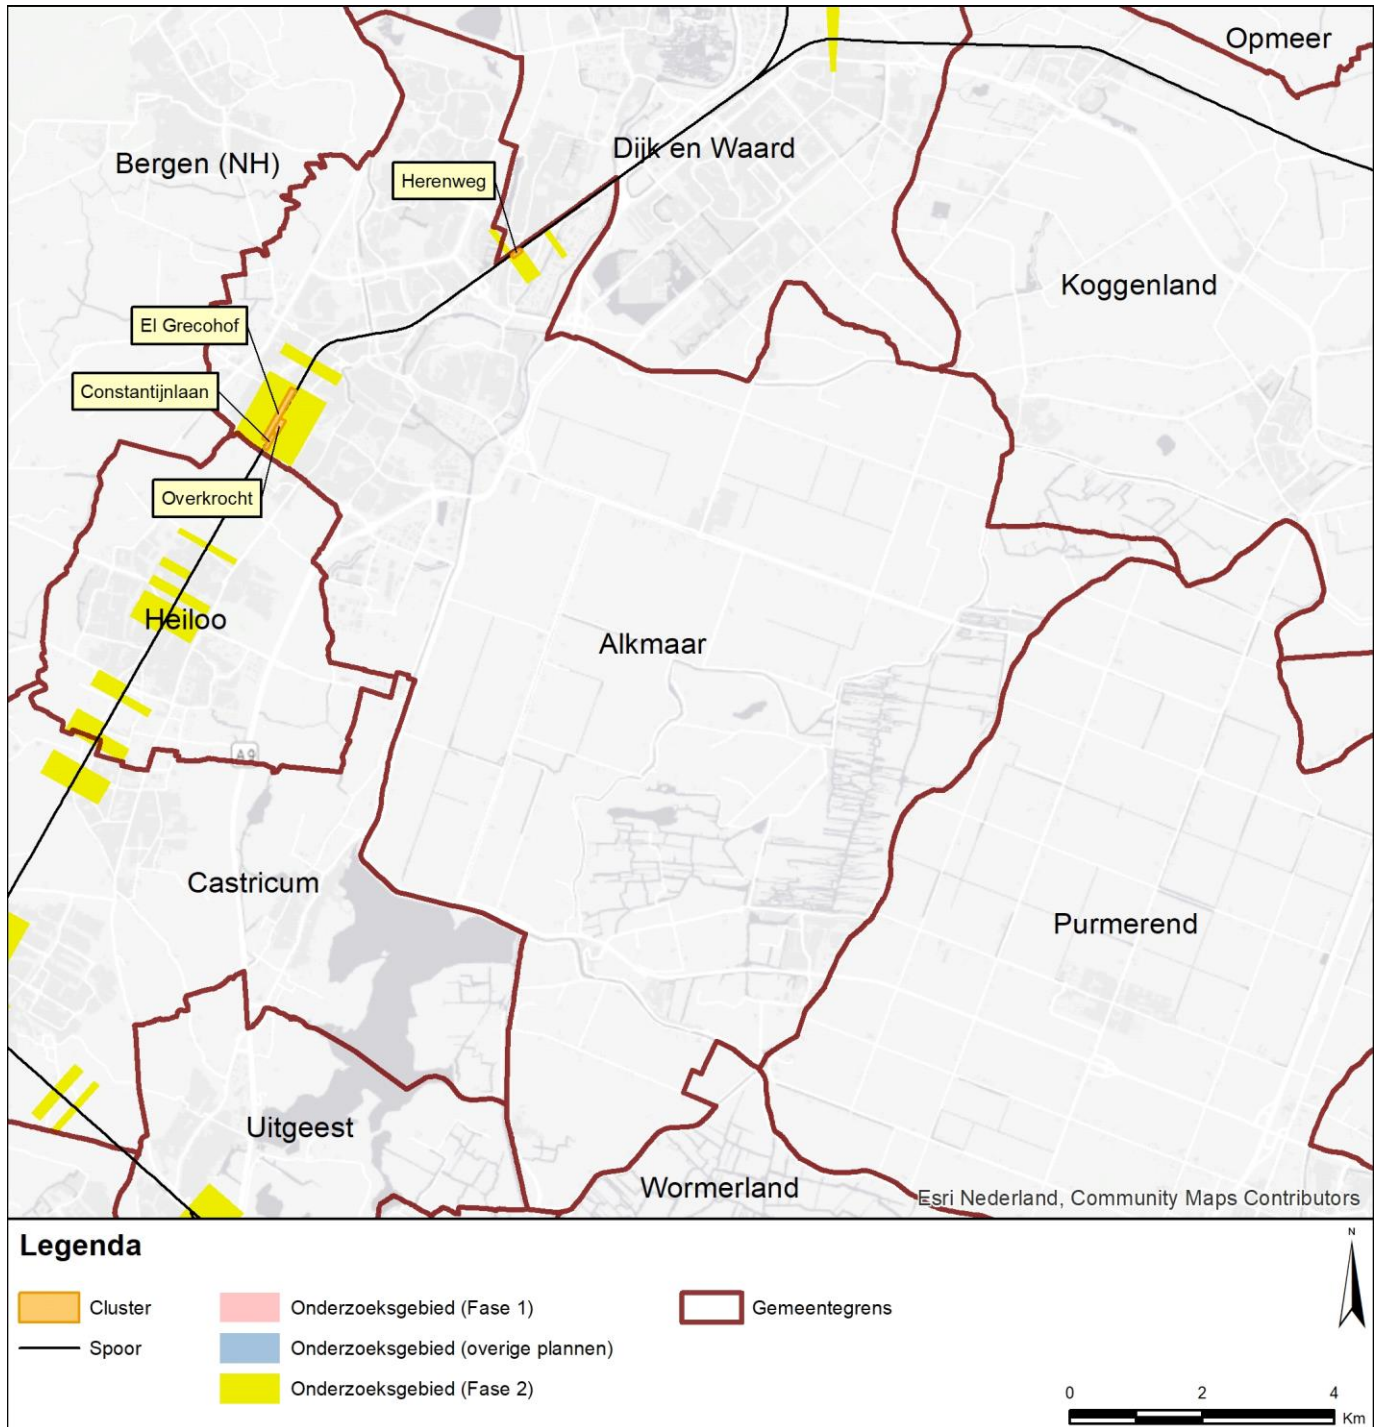 Opmeer
Dijk en Waard
Bergen (NH)
Herenweg
Koggenland
El Grecohof
Constantijnlaan
Overkrocht
Heiloo
Alkmaar
A9
Castricum
Purmerend
Uitgeest
Wormerland
Esri Nederland, Community Maps Contributors
Legenda
N
Cluster
Onderzoeksgebied (Fase 1)
Gemeentegrens
Spoor
Onderzoeksgebied (overige plannen)
Onderzoeksgebied (Fase 2)
0 2 4
Km